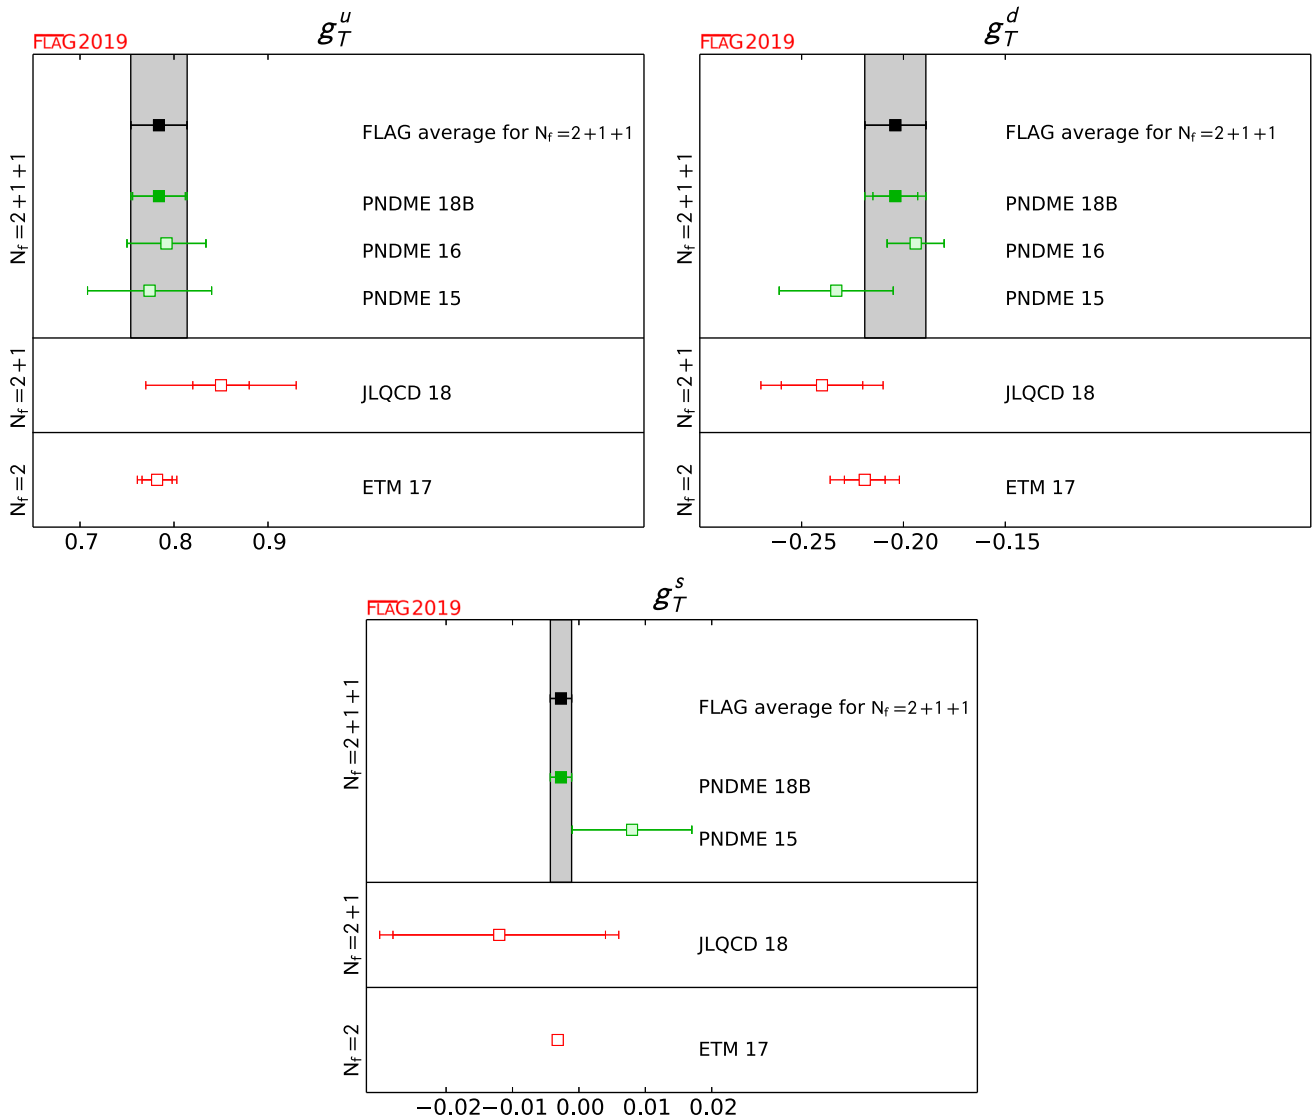 g_T^u
FLAG2019
N_f=2+1+1
FLAG average for N_f=2+1+1
PNDME 18B
PNDME 16
PNDME 15
N_f=2+1
JLQCD 18
N_f=2
ETM 17
0.7 0.8 0.9
g_T^d
FLAG2019
N_f=2+1+1
FLAG average for N_f=2+1+1
PNDME 18B
PNDME 16
PNDME 15
N_f=2+1
JLQCD 18
N_f=2
ETM 17
−0.25 −0.20 −0.15
g_T^s
FLAG2019
N_f=2+1+1
FLAG average for N_f=2+1+1
PNDME 18B
PNDME 15
N_f=2+1
JLQCD 18
N_f=2
ETM 17
−0.02 −0.01 0.00 0.01 0.02